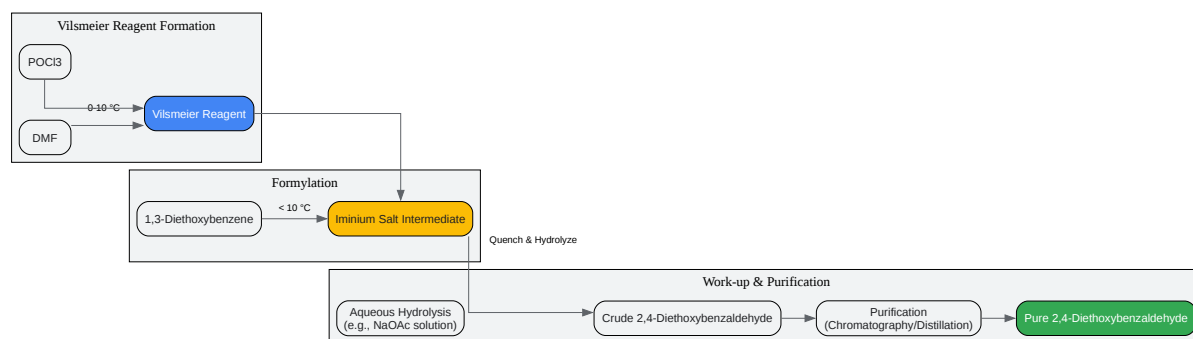 Vilsmeier Reagent Formation
POCl3
0-10 °C
Vilsmeier Reagent
DMF
Formylation
1,3-Diethoxybenzene
< 10 °C
Iminium Salt Intermediate
Quench & Hydrolyze
Work-up & Purification
Aqueous Hydrolysis
(e.g., NaOAc solution)
Crude 2,4-Diethoxybenzaldehyde
Purification
(Chromatography/Distillation)
Pure 2,4-Diethoxybenzaldehyde